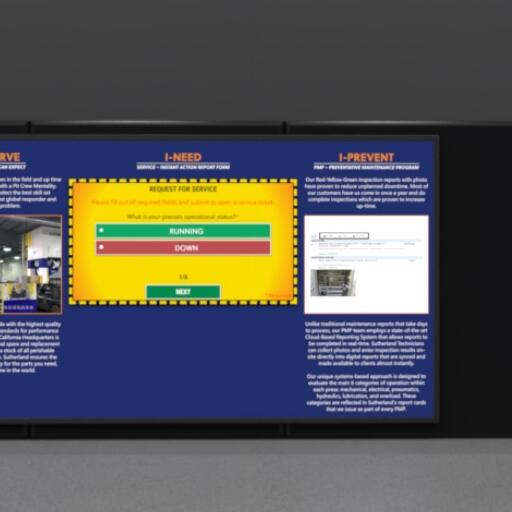 RVE
CAN EXPECT
es in the field and up time
with a Pit Crew Mentality.
lect the best skill set
st global responder and
problem.
de with the highest quality
andards for performance
California Headquarters is
d spare and replacement
a stock of all perishable
s. Sutherland ensures the
y for the parts you need,
re in the world.
I-NEED
SERVICE – INSTANT ACTION REPORT FORM
REQUEST FOR SERVICE
Please fill out all required fields and submit to open a service ticket.
What is your presses operational status?*
RUNNING
DOWN
1/6
NEXT
* Required
I-PREVENT
PMP – PREVENTATIVE MAINTENANCE PROGRAM
Our Red-Yellow-Green inspection reports with photo
have proven to reduce unplanned downtime. Most of
our customers have us come in once a year and do
complete inspections which are proven to increase
up-time.
Unlike traditional maintenance reports that take days
to process, our PMP team employs a state-of-the-art
Cloud-Based Reporting System that allows reports to
be completed in real-time. Sutherland Technicians
can collect photos and enter inspection results on-
site directly into digital reports that are synced and
made available to clients almost instantly.
Our unique systems-based approach is designed to
evaluate the main 6 categories of operation within
each press: mechanical, electrical, pneumatics,
hydraulics, lubrication, and overload. These
categories are reflected in Sutherland's report cards
that we issue as part of every PMP.